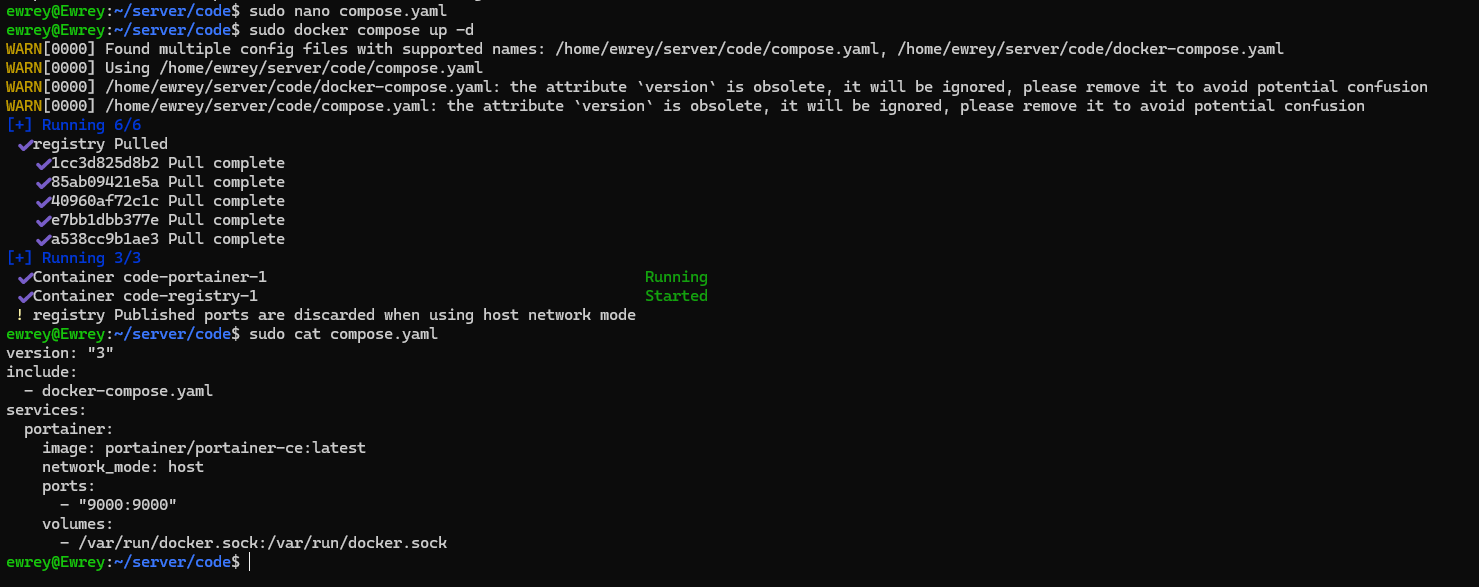 ewrey@Ewrey:~/server/code$ sudo nano compose.yaml
ewrey@Ewrey:~/server/code$ sudo docker compose up -d
WARN[0000] Found multiple config files with supported names: /home/ewrey/server/code/compose.yaml, /home/ewrey/server/code/docker-compose.yaml
WARN[0000] Using /home/ewrey/server/code/compose.yaml
WARN[0000] /home/ewrey/server/code/docker-compose.yaml: the attribute `version` is obsolete, it will be ignored, please remove it to avoid potential confusion
WARN[0000] /home/ewrey/server/code/compose.yaml: the attribute `version` is obsolete, it will be ignored, please remove it to avoid potential confusion
[+] Running 6/6
 ✔registry Pulled
   ✔1cc3d825d8b2 Pull complete
   ✔85ab09421e5a Pull complete
   ✔40960af72c1c Pull complete
   ✔e7bb1dbb377e Pull complete
   ✔a538cc9b1ae3 Pull complete
[+] Running 3/3
 ✔Container code-portainer-1 Running
 ✔Container code-registry-1 Started
 ! registry Published ports are discarded when using host network mode
ewrey@Ewrey:~/server/code$ sudo cat compose.yaml
version: "3"
include:
  - docker-compose.yaml
services:
  portainer:
    image: portainer/portainer-ce:latest
    network_mode: host
    ports:
      - "9000:9000"
    volumes:
      - /var/run/docker.sock:/var/run/docker.sock
ewrey@Ewrey:~/server/code$